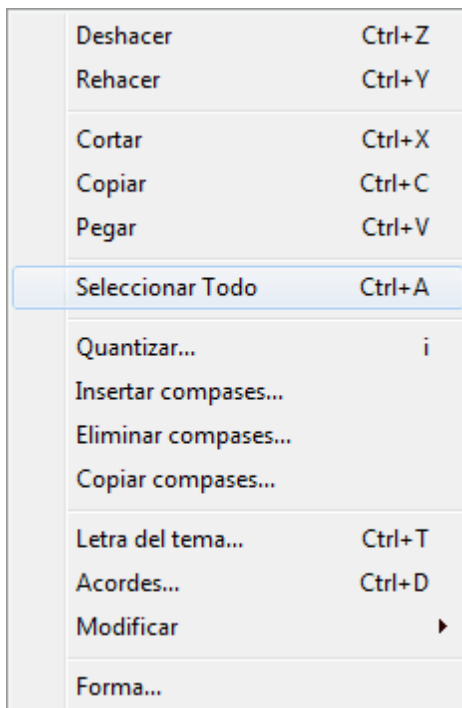 Deshacer Ctrl+Z
Rehacer Ctrl+Y
Cortar Ctrl+X
Copiar Ctrl+C
Pegar Ctrl+V
Seleccionar Todo Ctrl+A
Quantizar... i
Insertar compases...
Eliminar compases...
Copiar compases...
Letra del tema... Ctrl+T
Acordes... Ctrl+D
Modificar
Forma...